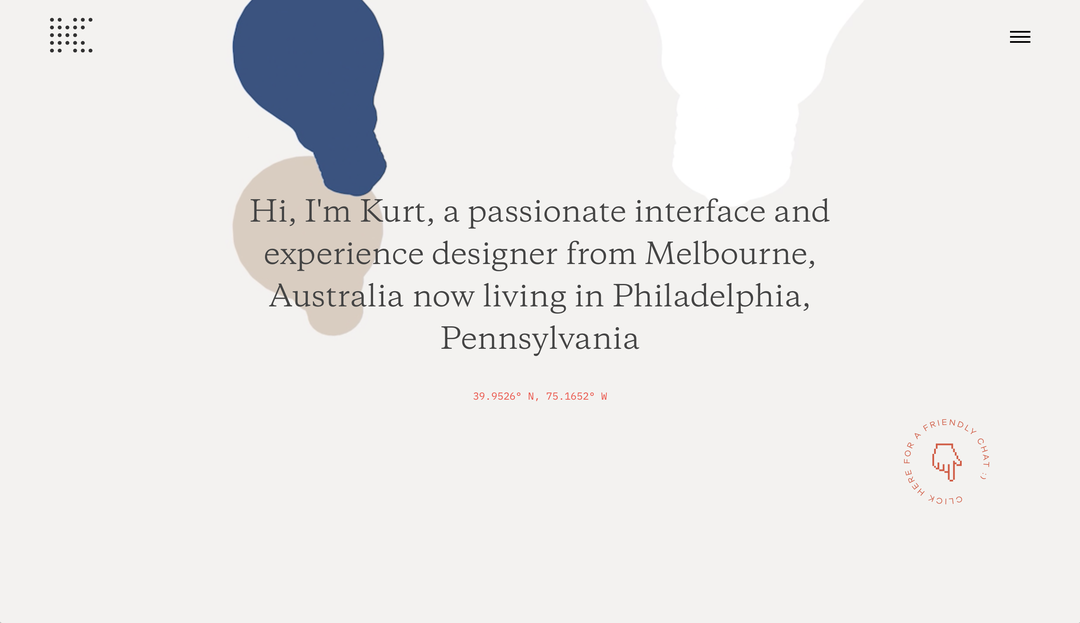 Hi, I'm Kurt, a passionate interface and
experience designer from Melbourne,
Australia now living in Philadelphia,
Pennsylvania
39.9526° N, 75.1652° W
CLICK HERE FOR A FRIENDLY CHAT :)